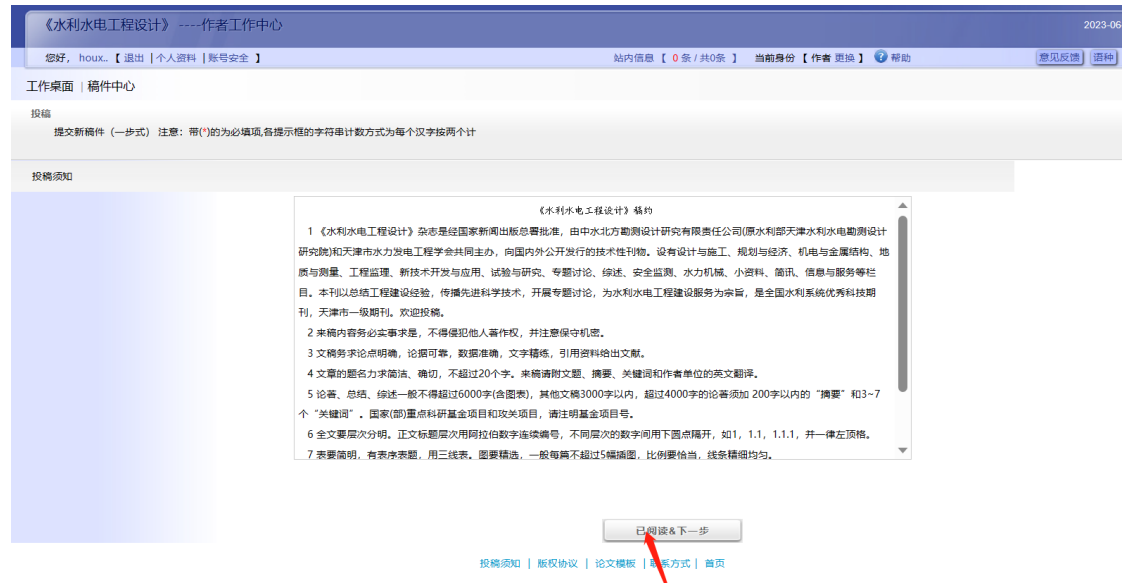 《水利水电工程设计》 ----作者工作中心
2023-06
您好, houx..【 退出 | 个人资料 | 账号安全 】
站内信息 【 0 条 / 共0条 】 当前身份 【 作者 更换 】 ? 帮助
意见反馈 语种
工作桌面 | 稿件中心
投稿
提交新稿件（一步式） 注意：带(*)的为必填项,各提示框的字符串计数方式为每个汉字按两个计
投稿须知
《水利水电工程设计》稿约
1 《水利水电工程设计》杂志是经国家新闻出版总署批准，由中水北方勘测设计研究有限责任公司(原水利部天津水利水电勘测设计
研究院)和天津市水力发电工程学会共同主办，向国内外公开发行的技术性刊物。设有设计与施工、规划与经济、机电与金属结构、地
质与测量、工程监理、新技术开发与应用、试验与研究、专题讨论、综述、安全监测、水力机械、小资料、简讯、信息与服务等栏
目。本刊以总结工程建设经验，传播先进科学技术，开展专题讨论，为水利水电工程建设服务为宗旨，是全国水利系统优秀科技期
刊，天津市一级期刊。欢迎投稿。
2 来稿内容务必实事求是，不得侵犯他人著作权，并注意保守机密。
3 文稿务求论点明确，论据可靠，数据准确，文字精练，引用资料给出文献。
4 文章的题名力求简洁、确切，不超过20个字。来稿请附文题、摘要、关键词和作者单位的英文翻译。
5 论著、总结、综述一般不得超过6000字(含图表)，其他文稿3000字以内，超过4000字的论著须加 200字以内的“摘要”和3~7
个“关键词”。国家(部)重点科研基金项目和攻关项目，请注明基金项目号。
6 全文要层次分明。正文标题层次用阿拉伯数字连续编号，不同层次的数字间用下圆点隔开，如1，1.1，1.1.1，并一律左顶格。
7 表要简明，有表序表题，用三线表。图要精选，一般每篇不超过5幅插图，比例要恰当，线条精细均匀。
已阅读&下一步
投稿须知 | 版权协议 | 论文模板 | 联系方式 | 首页